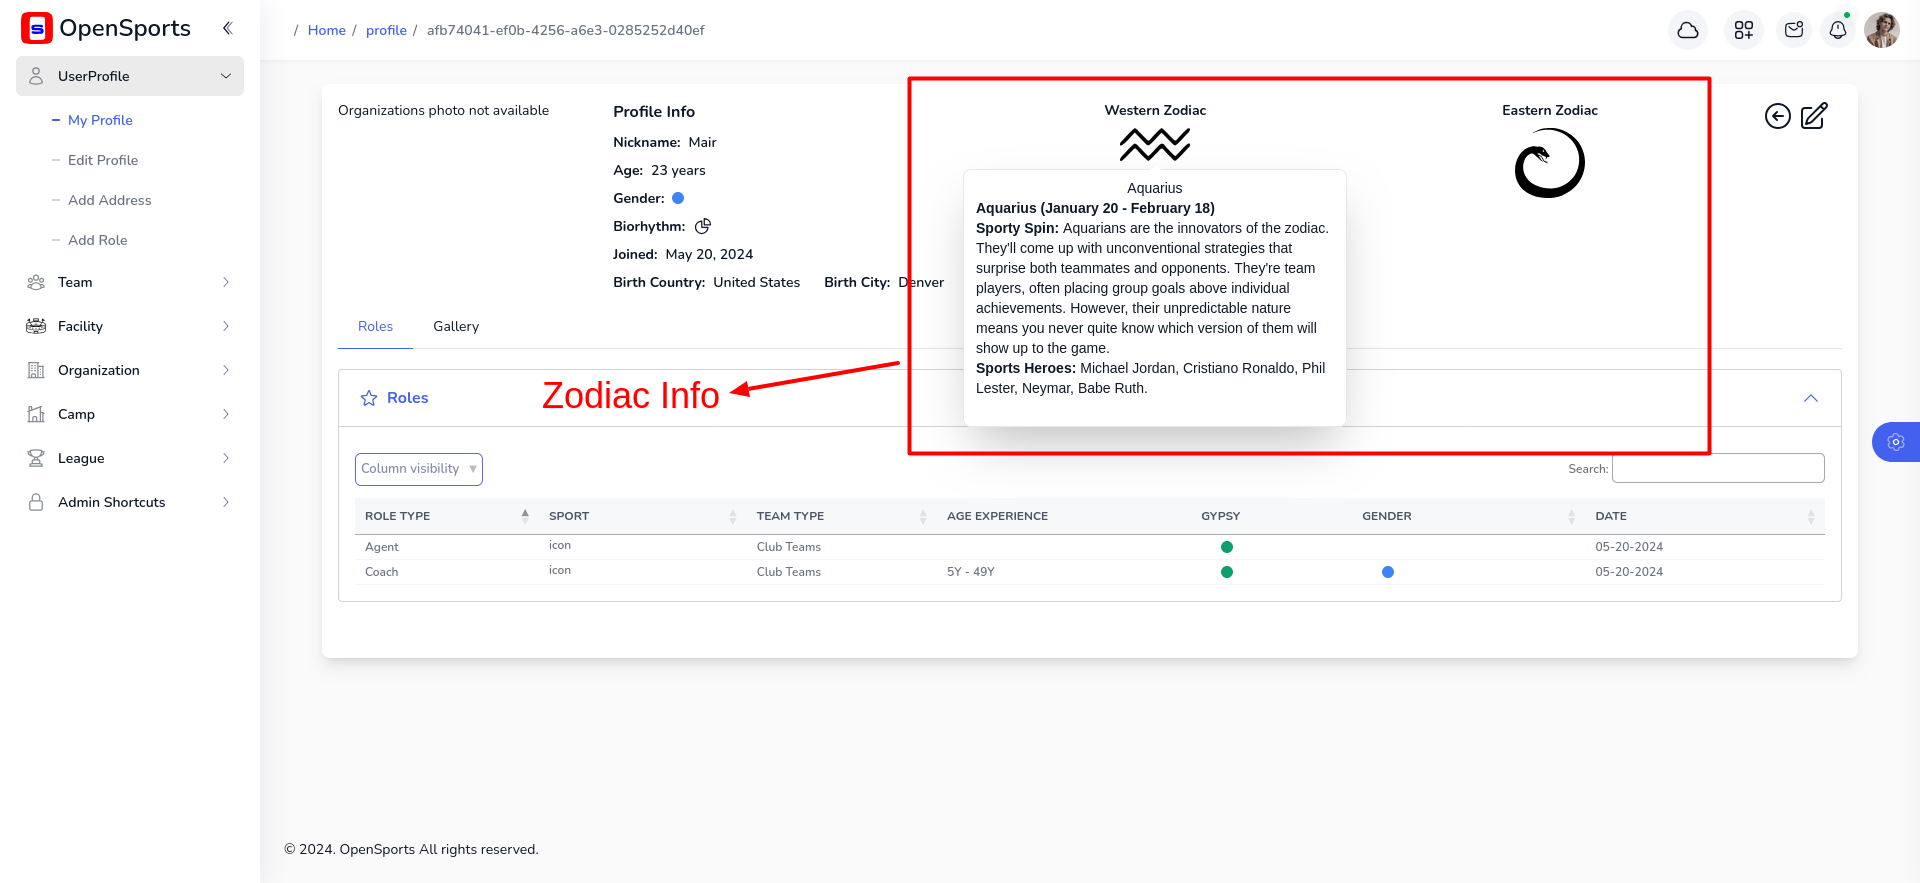 OpenSports
UserProfile
My Profile
Edit Profile
Add Address
Add Role
Team
Facility
Organization
Camp
League
Admin Shortcuts
/ Home / profile / afb74041-ef0b-4256-a6e3-0285252d40ef
Organizations photo not available
Profile Info
Nickname: Mair
Age: 23 years
Gender:
Biorhythm:
Joined: May 20, 2024
Birth Country: United States Birth City: Denver
Western Zodiac
Eastern Zodiac
Aquarius
Aquarius (January 20 - February 18)
Sporty Spin: Aquarians are the innovators of the zodiac.
They'll come up with unconventional strategies that
surprise both teammates and opponents. They're team
players, often placing group goals above individual
achievements. However, their unpredictable nature
means you never quite know which version of them will
show up to the game.
Sports Heroes: Michael Jordan, Cristiano Ronaldo, Phil
Lester, Neymar, Babe Ruth.
Roles Gallery
Roles
Zodiac Info
Column visibility ▼
Search:
ROLE TYPE SPORT TEAM TYPE AGE EXPERIENCE GYPSY GENDER DATE
Agent icon Club Teams 05-20-2024
Coach icon Club Teams 5Y - 49Y 05-20-2024
© 2024. OpenSports All rights reserved.